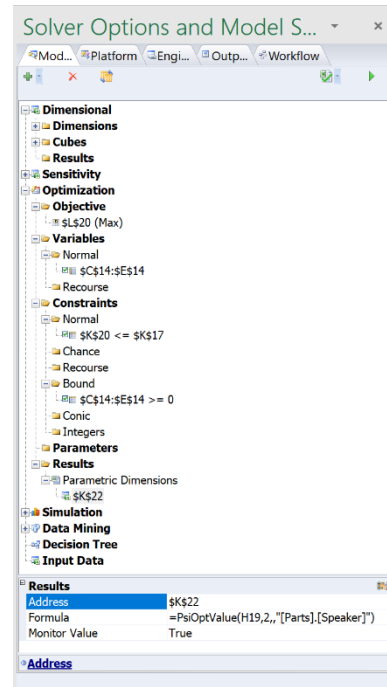 Solver Options and Model S...
Mod... Platform Engi... Outp... Workflow
Dimensional
Dimensions
Cubes
Results
Sensitivity
Optimization
Objective
$L$20 (Max)
Variables
Normal
$C$14:$E$14
Recourse
Constraints
Normal
$K$20 <= $K$17
Chance
Recourse
Bound
$C$14:$E$14 >= 0
Conic
Integers
Parameters
Results
Parametric Dimensions
$K$22
Simulation
Data Mining
Decision Tree
Input Data
Results
Address $K$22
Formula =PsiOptValue(H19,2,,"[Parts].[Speaker]")
Monitor Value True
Address